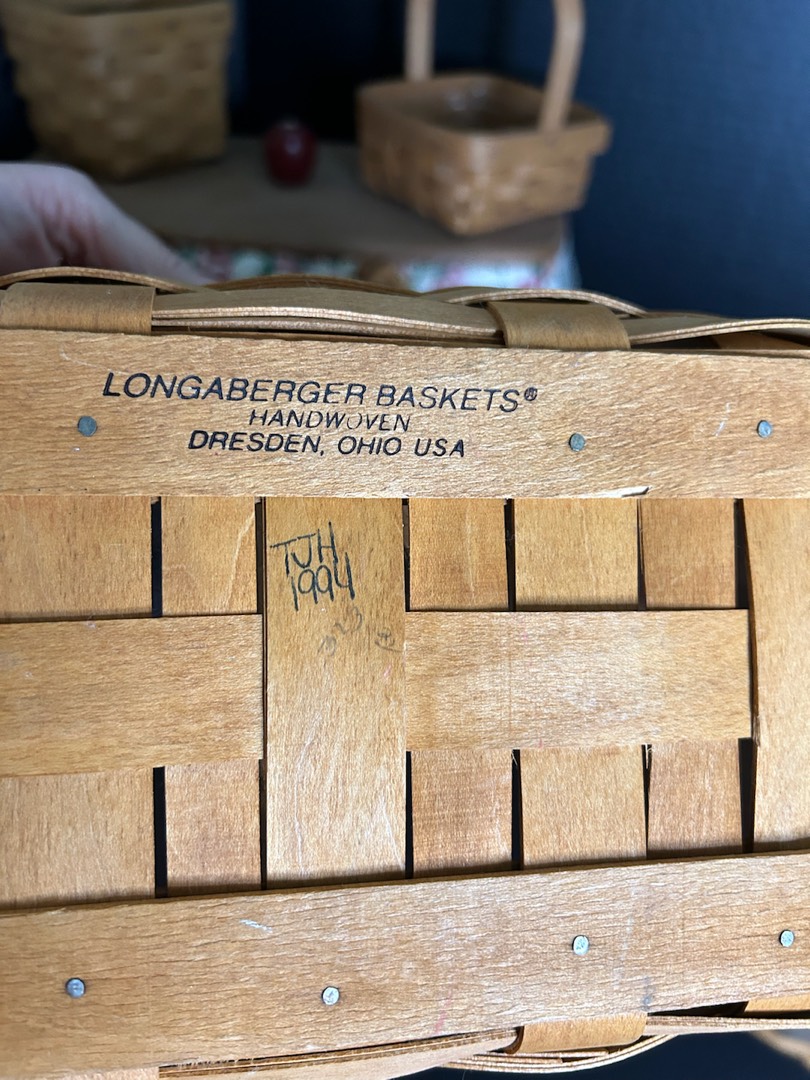 LONGABERGER BASKETS®
HANDWOVEN
DRESDEN, OHIO USA
TJH
1994